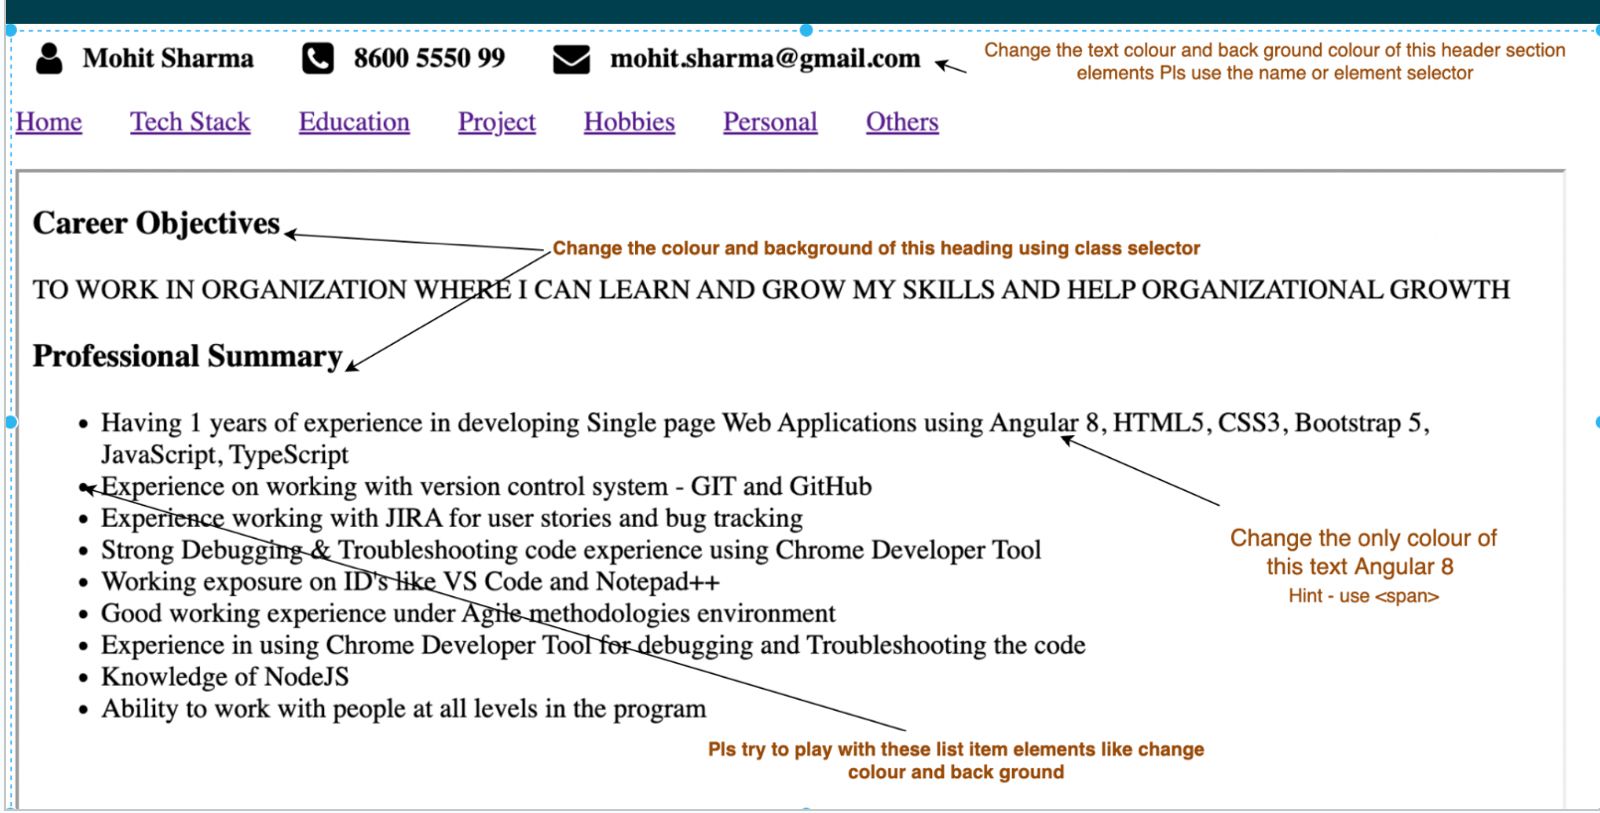 Mohit Sharma 8600 5550 99 mohit.sharma@gmail.com
Change the text colour and back ground colour of this header section
elements Pls use the name or element selector
Home Tech Stack Education Project Hobbies Personal Others
Career Objectives
Change the colour and background of this heading using class selector
TO WORK IN ORGANIZATION WHERE I CAN LEARN AND GROW MY SKILLS AND HELP ORGANIZATIONAL GROWTH
Professional Summary
• Having 1 years of experience in developing Single page Web Applications using Angular 8, HTML5, CSS3, Bootstrap 5,
JavaScript, TypeScript
• Experience on working with version control system - GIT and GitHub
• Experience working with JIRA for user stories and bug tracking
• Strong Debugging & Troubleshooting code experience using Chrome Developer Tool
• Working exposure on ID's like VS Code and Notepad++
• Good working experience under Agile methodologies environment
• Experience in using Chrome Developer Tool for debugging and Troubleshooting the code
• Knowledge of NodeJS
• Ability to work with people at all levels in the program
Change the only colour of
this text Angular 8
Hint - use <span>
Pls try to play with these list item elements like change
colour and back ground